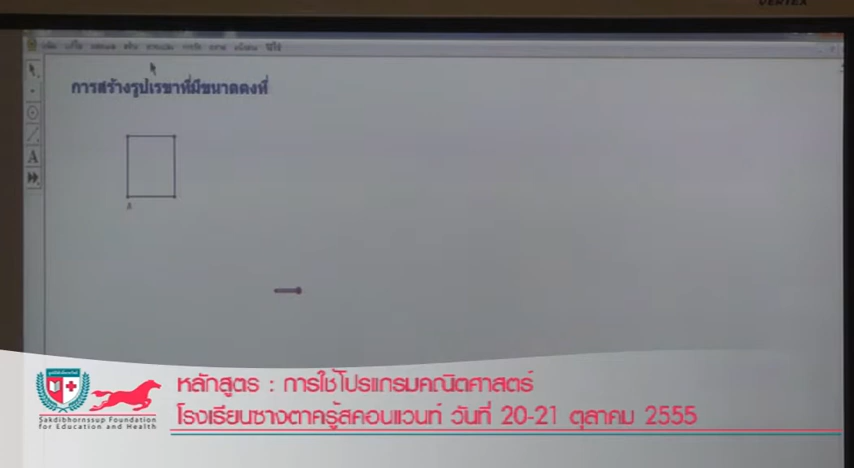 VERTEX
การสร้างรูปเรขาที่มีขนาดคงที่
A
A
หลักสูตร : การใช้โปรแกรมคณิตศาสตร์
โรงเรียนซางตาครู้สคอนแวนท์ วันที่ 20-21 ตุลาคม 2555
Sakdibhornssup Foundation
for Education and Health